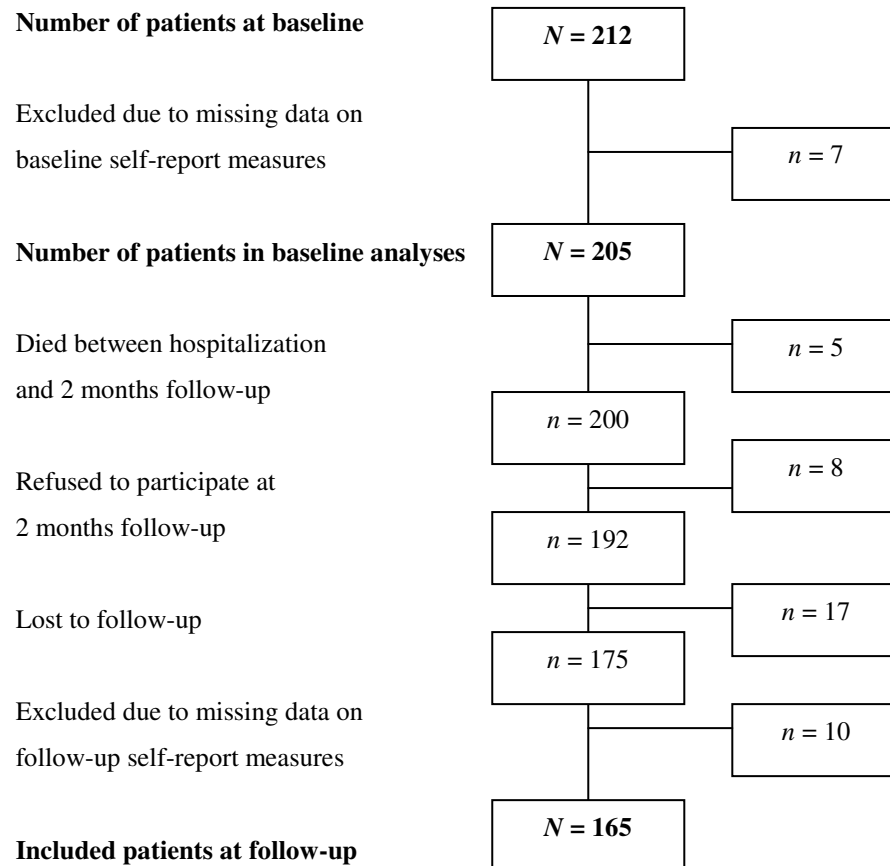 Number of patients at baseline
N = 212
Excluded due to missing data on
baseline self-report measures
n = 7
Number of patients in baseline analyses
N = 205
Died between hospitalization
and 2 months follow-up
n = 5
n = 200
Refused to participate at
2 months follow-up
n = 8
n = 192
Lost to follow-up
n = 17
n = 175
Excluded due to missing data on
follow-up self-report measures
n = 10
N = 165
Included patients at follow-up